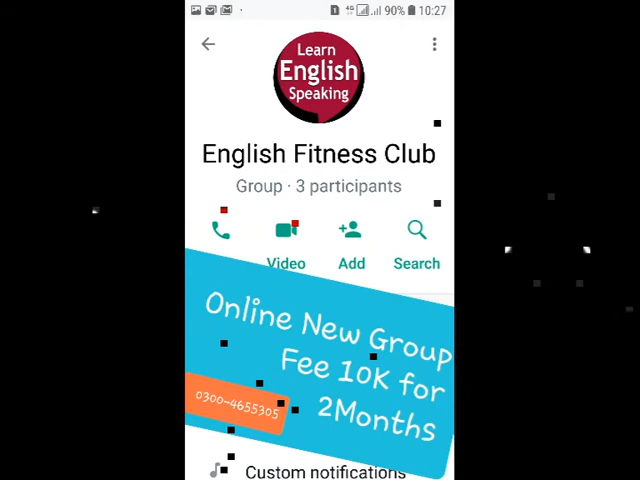 90% 10:27
Learn
English
Speaking
English Fitness Club
Group · 3 participants
Video Add Search
Online New Group
Fee 10K for
2Months
0300-4655305
Custom notifications